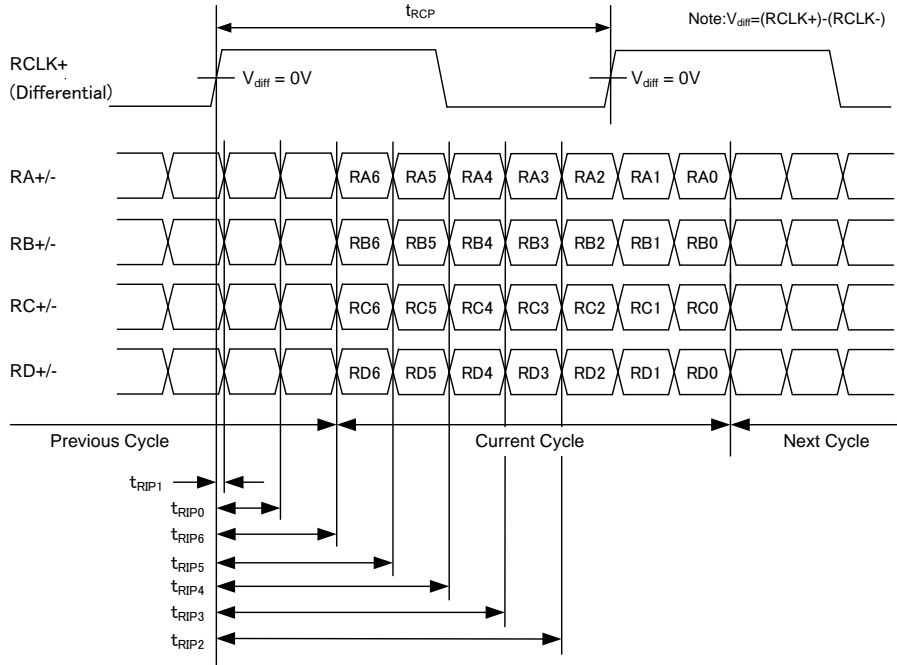 tRCP
Note:Vdiff=(RCLK+)-(RCLK-)
RCLK+
(Differential)
Vdiff = 0V
Vdiff = 0V
RA+/-
RA6 RA5 RA4 RA3 RA2 RA1 RA0
RB+/-
RB6 RB5 RB4 RB3 RB2 RB1 RB0
RC+/-
RC6 RC5 RC4 RC3 RC2 RC1 RC0
RD+/-
RD6 RD5 RD4 RD3 RD2 RD1 RD0
Previous Cycle
Current Cycle
Next Cycle
tRIP1
tRIP0
tRIP6
tRIP5
tRIP4
tRIP3
tRIP2